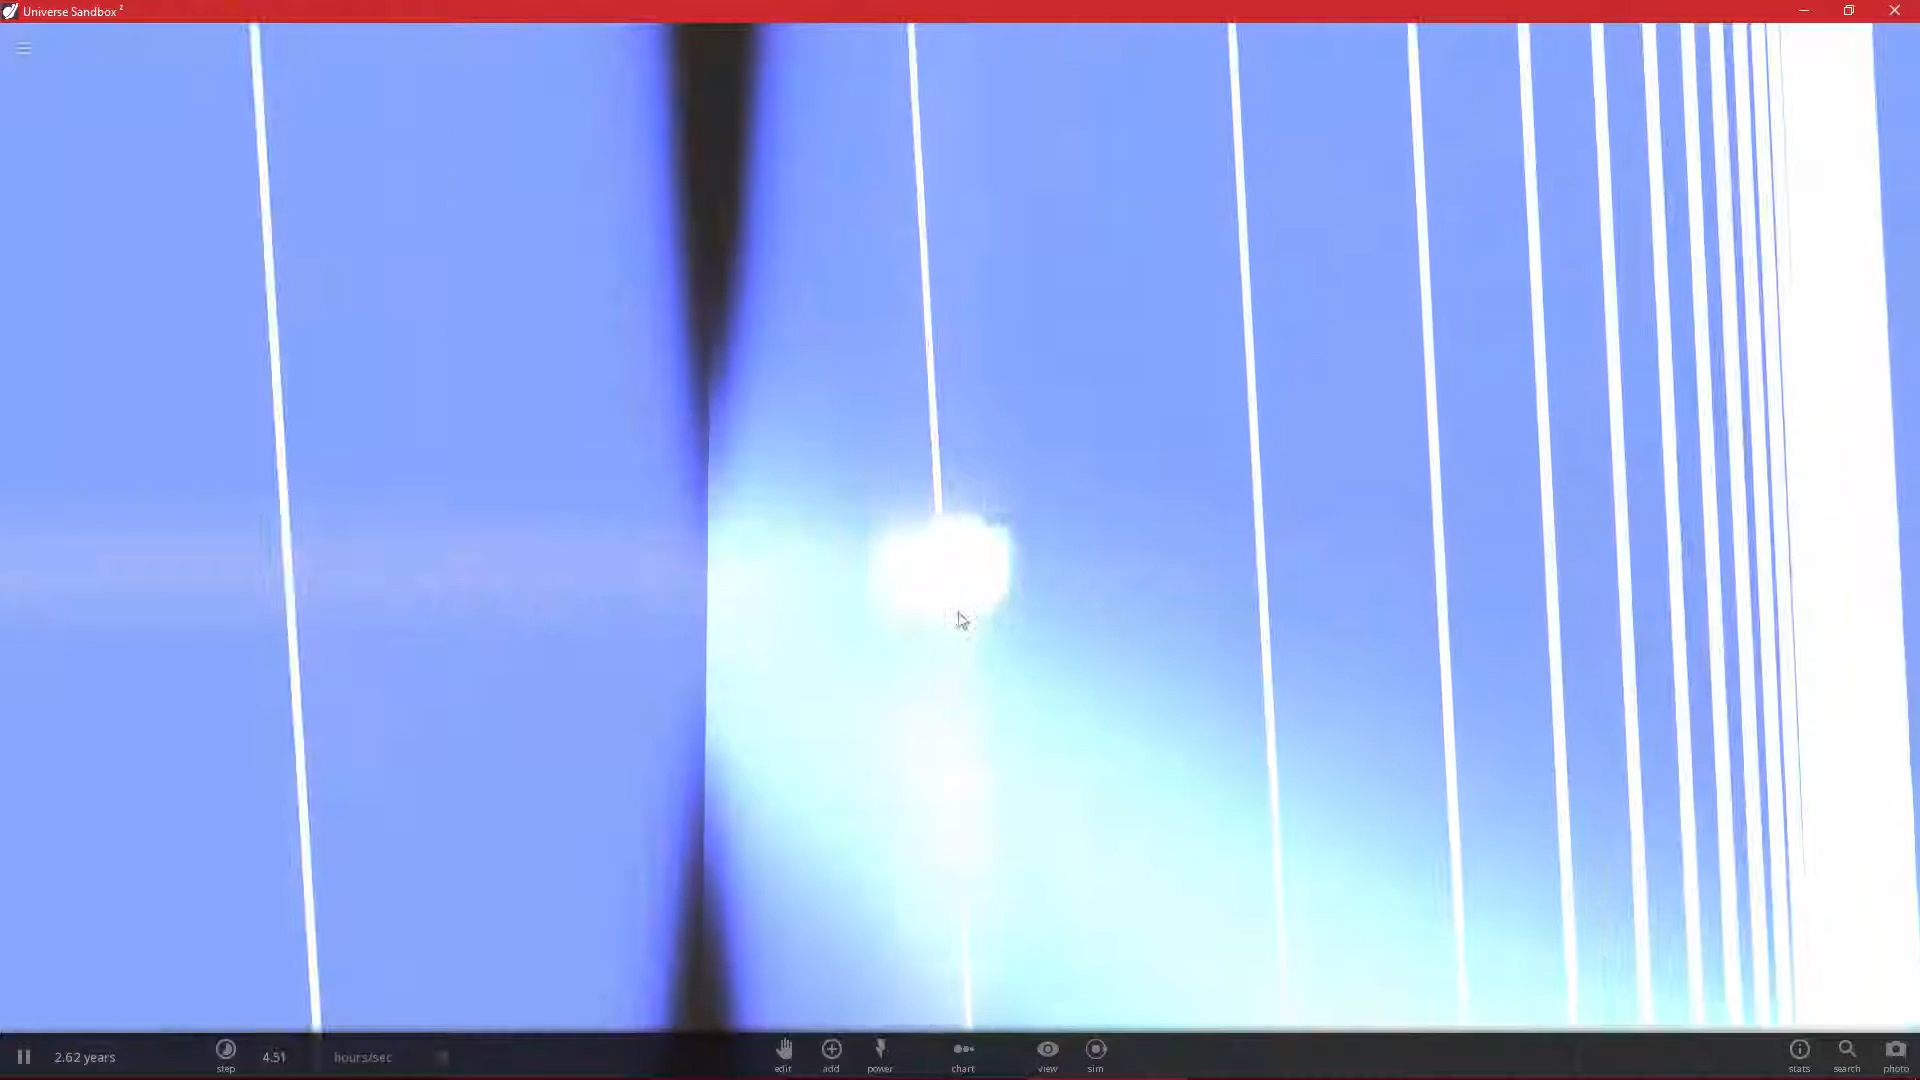 Universe Sandbox ²
2.62 years
step
4.51
hours/sec
edit
add
power
chart
view
sim
stats
search
photo